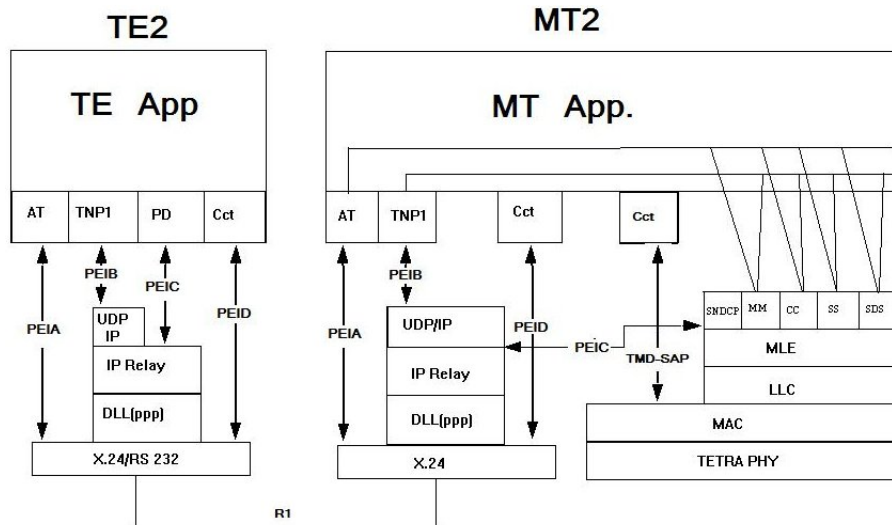 TE2
MT2
TE App
MT App.
AT TNP1 PD Cct
AT TNP1 Cct Cct
PEIA PEIB PEIC PEID
PEIA PEIB PEID PEIC TMD-SAP
UDP
IP
IP Relay
DLL(ppp)
X.24/RS 232
UDP/IP
IP Relay
DLL(ppp)
X.24
SNDCP MM CC SS SDS
MLE
LLC
MAC
TETRA PHY
R1